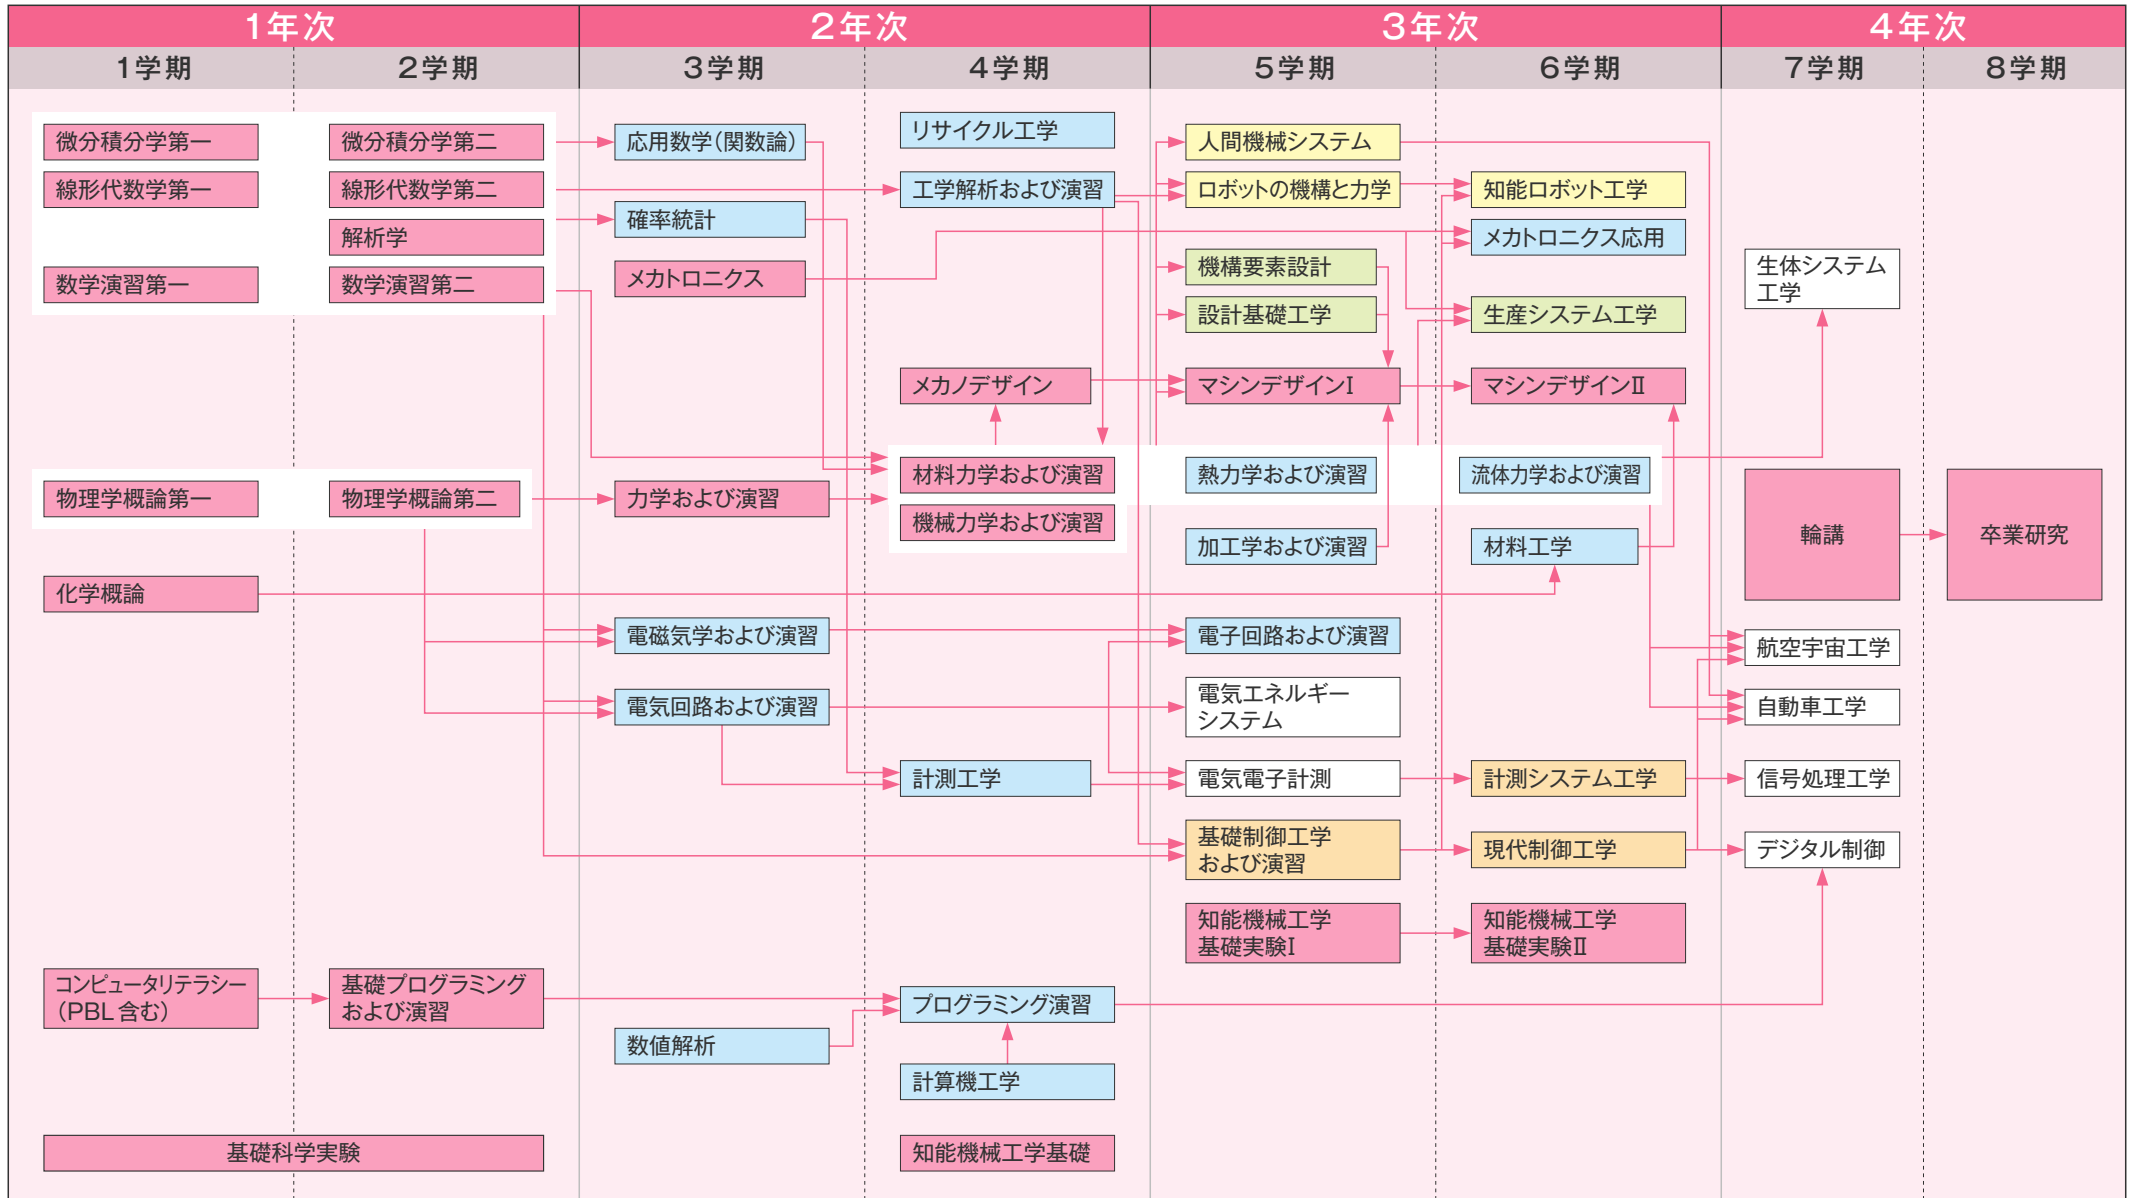 1年次
2年次
3年次
4年次
1学期
2学期
3学期
4学期
5学期
6学期
7学期
8学期
微分積分学第一
線形代数学第一
数学演習第一
物理学概論第一
化学概論
コンピュータリテラシー
（PBL含む）
基礎科学実験
微分積分学第二
線形代数学第二
解析学
数学演習第二
物理学概論第二
基礎プログラミング
および演習
応用数学（関数論）
確率統計
メカトロニクス
力学および演習
電磁気学および演習
電気回路および演習
数値解析
リサイクル工学
工学解析および演習
メカノデザイン
材料力学および演習
機械力学および演習
計測工学
プログラミング演習
計算機工学
知能機械工学基礎
人間機械システム
ロボットの機構と力学
機構要素設計
設計基礎工学
マシンデザインⅠ
熱力学および演習
加工学および演習
電子回路および演習
電気エネルギー
システム
電気電子計測
基礎制御工学
および演習
知能機械工学
基礎実験Ⅰ
知能ロボット工学
メカトロニクス応用
生産システム工学
マシンデザインⅡ
流体力学および演習
材料工学
計測システム工学
現代制御工学
知能機械工学
基礎実験Ⅱ
生体システム
工学
輪講
航空宇宙工学
自動車工学
信号処理工学
デジタル制御
卒業研究